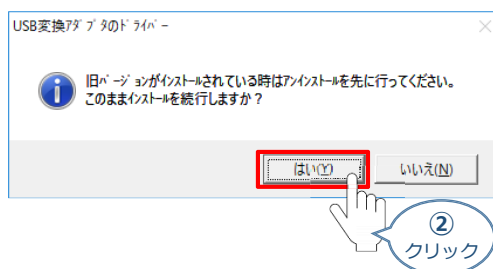 USB変換ｱﾀﾞﾌﾟﾀのﾄﾞﾗｲﾊﾞｰ
旧ﾊﾞｰｼﾞｮﾝがｲﾝｽﾄｰﾙされている時はｱﾝｲﾝｽﾄｰﾙを先に行ってください。
このままｲﾝｽﾄｰﾙを続行しますか？
はい(Y)
いいえ(N)
②
クリック